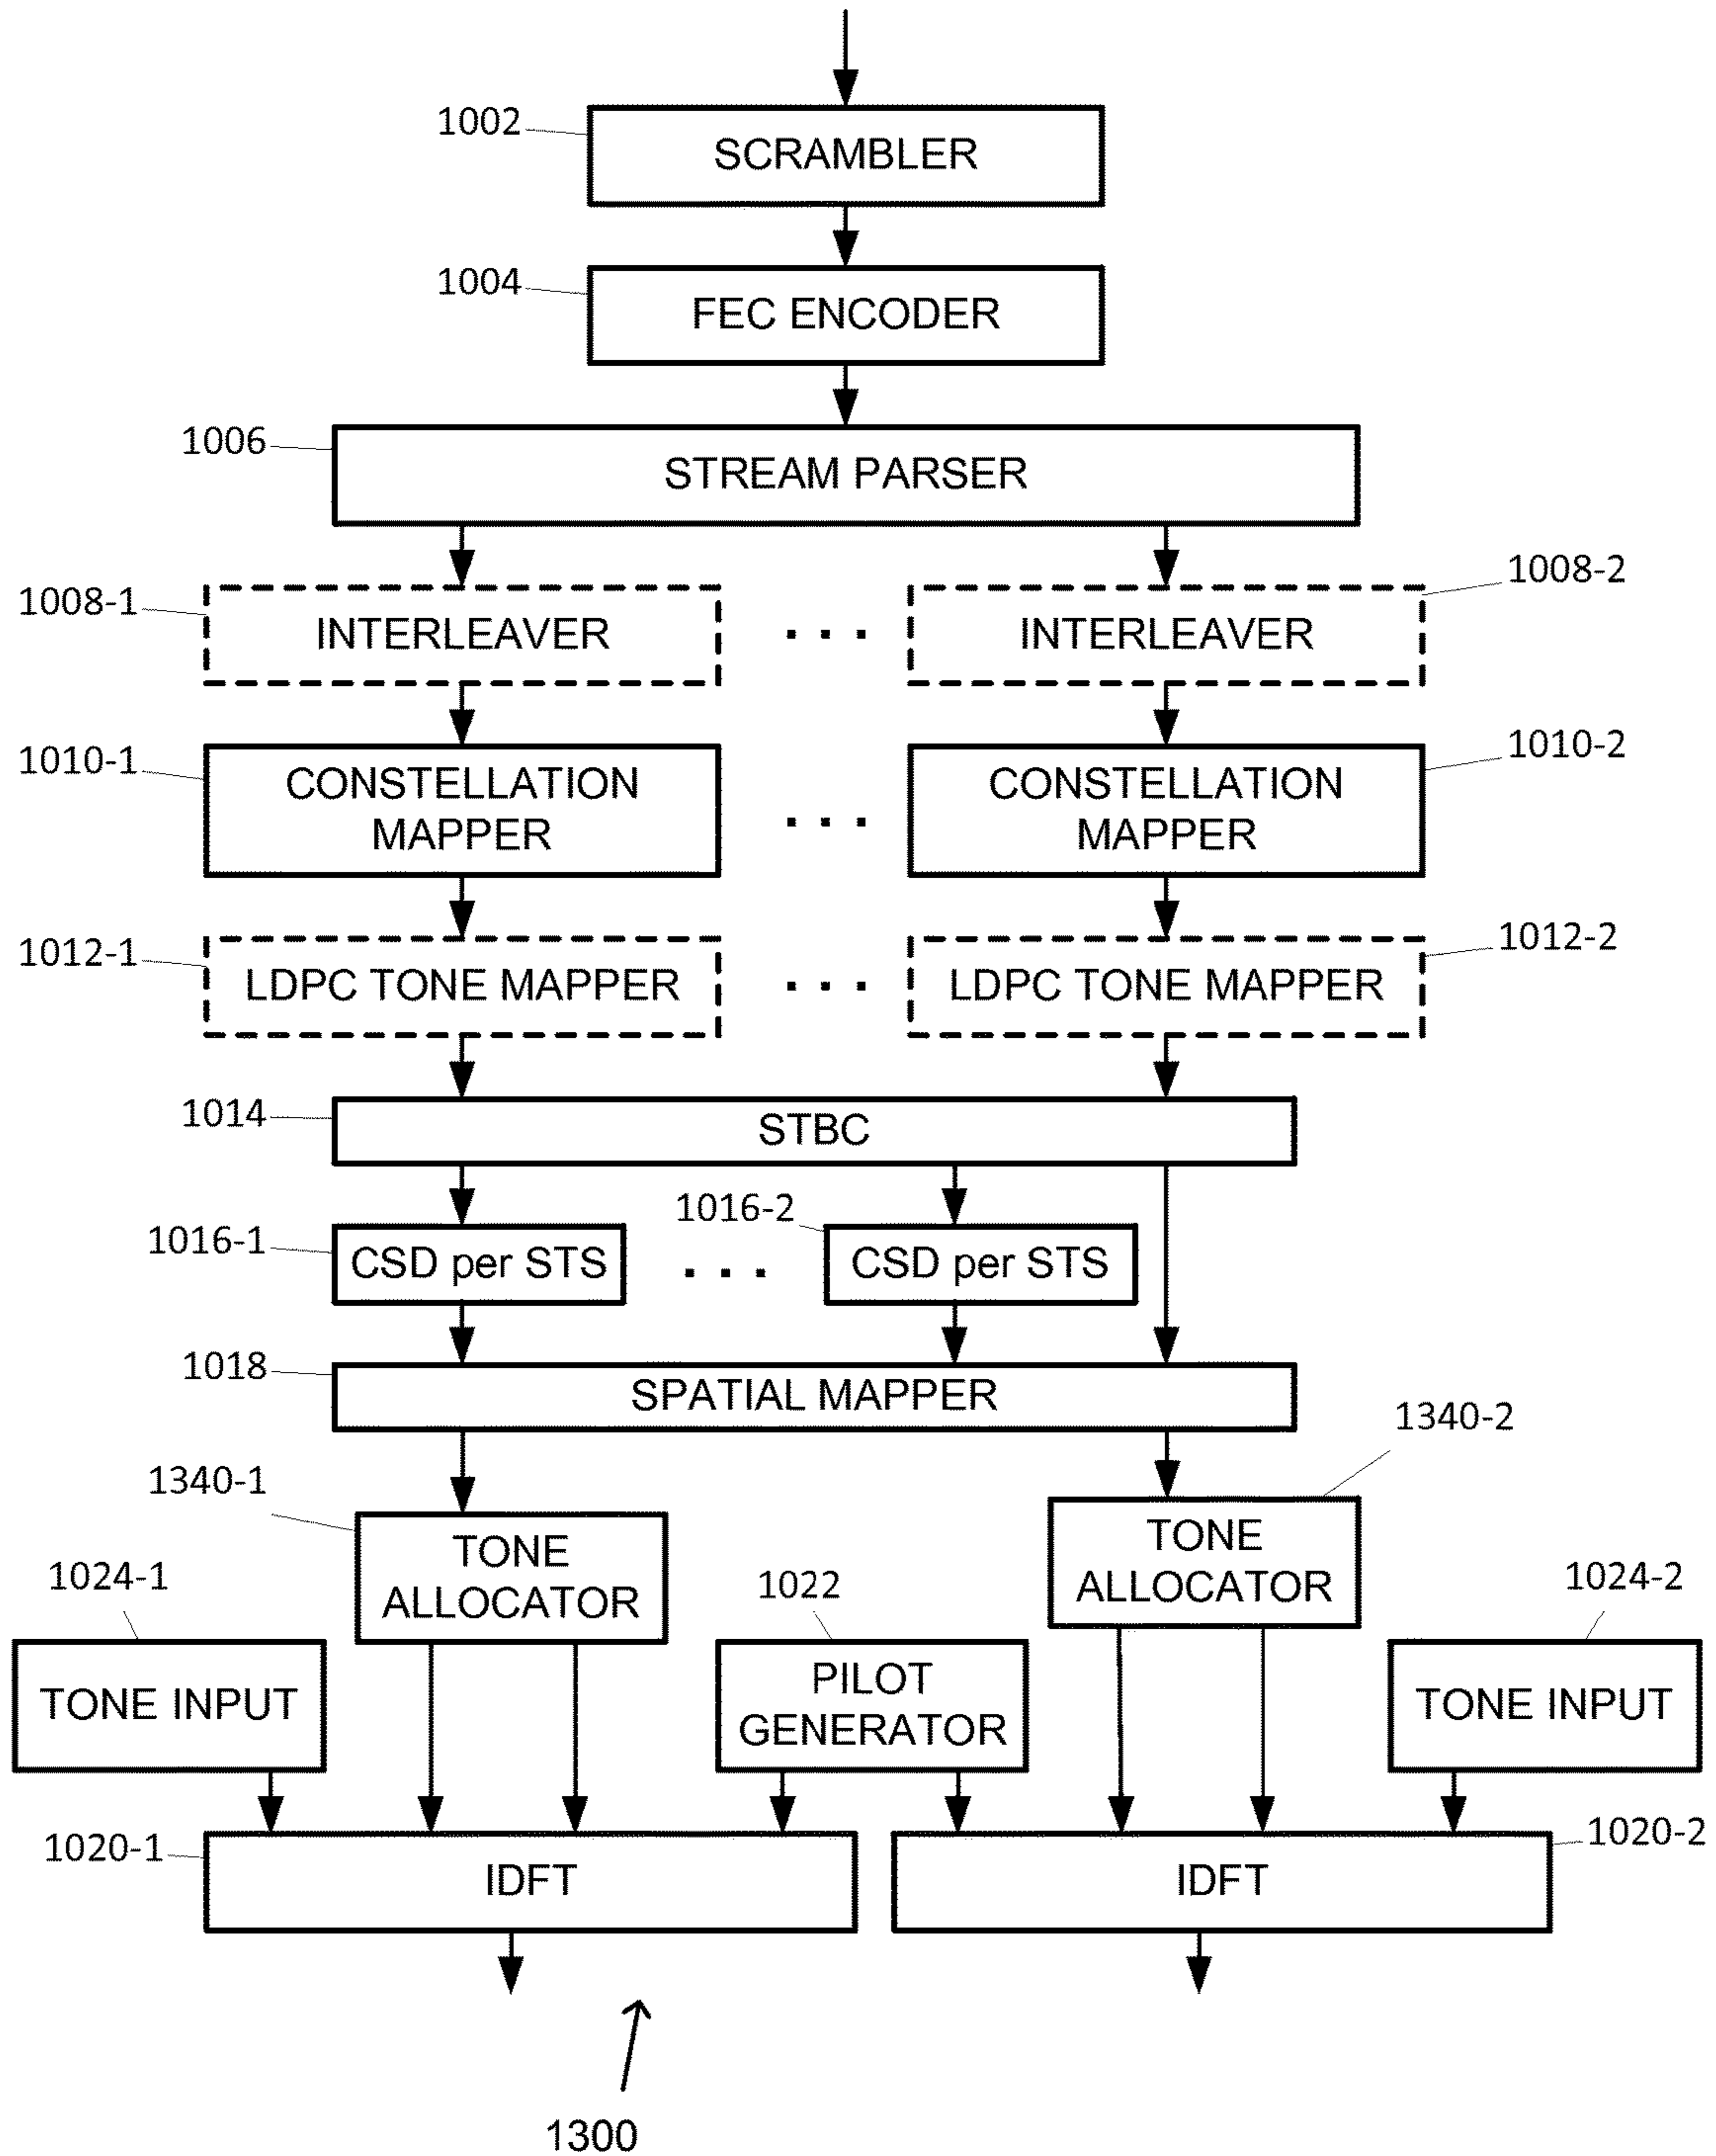 1002
SCRAMBLER
1004
FEC ENCODER
1006
STREAM PARSER
1008-1
INTERLEAVER
. . .
INTERLEAVER
1008-2
1010-1
CONSTELLATION
MAPPER
. . .
CONSTELLATION
MAPPER
1010-2
1012-1
LDPC TONE MAPPER
. . .
LDPC TONE MAPPER
1012-2
1014
STBC
1016-1
CSD per STS
. . .
1016-2
CSD per STS
1018
SPATIAL MAPPER
1340-1
TONE
ALLOCATOR
1340-2
TONE
ALLOCATOR
1024-1
TONE INPUT
1022
PILOT
GENERATOR
1024-2
TONE INPUT
1020-1
IDFT
IDFT
1020-2
1300